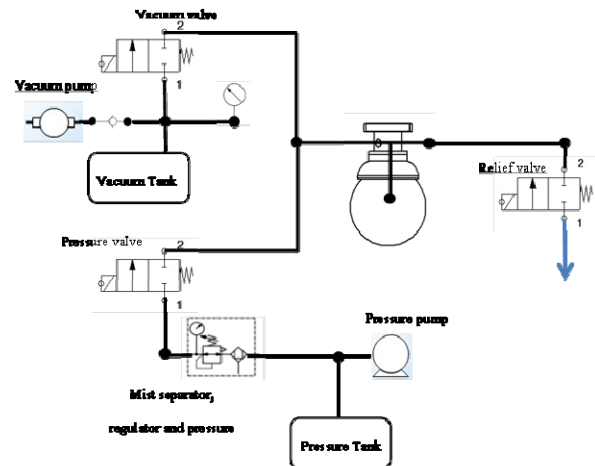 Vacuum valve
2
1
Vacuum pump
Vacuum Tank
Relief valve
2
1
Pressure valve
2
1
Pressure pump
Mist separator,
regulator and pressure
Pressure Tank